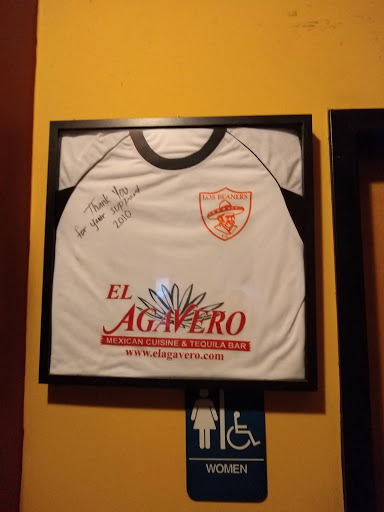 Thank You
for your support
2010
LOS BEANERS
EL
AGAVERO
MEXICAN CUISINE & TEQUILA BAR
www.elagavero.com
WOMEN